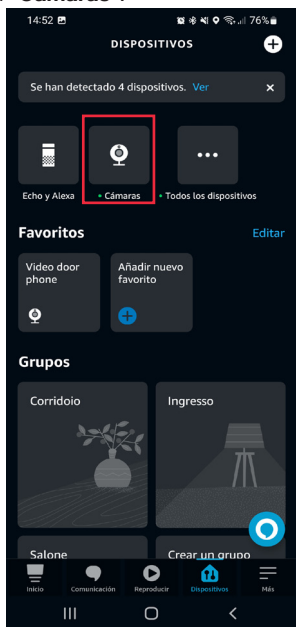 14:52 76%
DISPOSITIVOS
Se han detectado 4 dispositivos. Ver ×
Echo y Alexa
Cámaras
Todos los dispositivos
Favoritos Editar
Video door
phone
Añadir nuevo
favorito
Grupos
Corridoio
Ingresso
Salone
Crear un grupo
Inicio Comunicación Reproducir Dispositivos Más